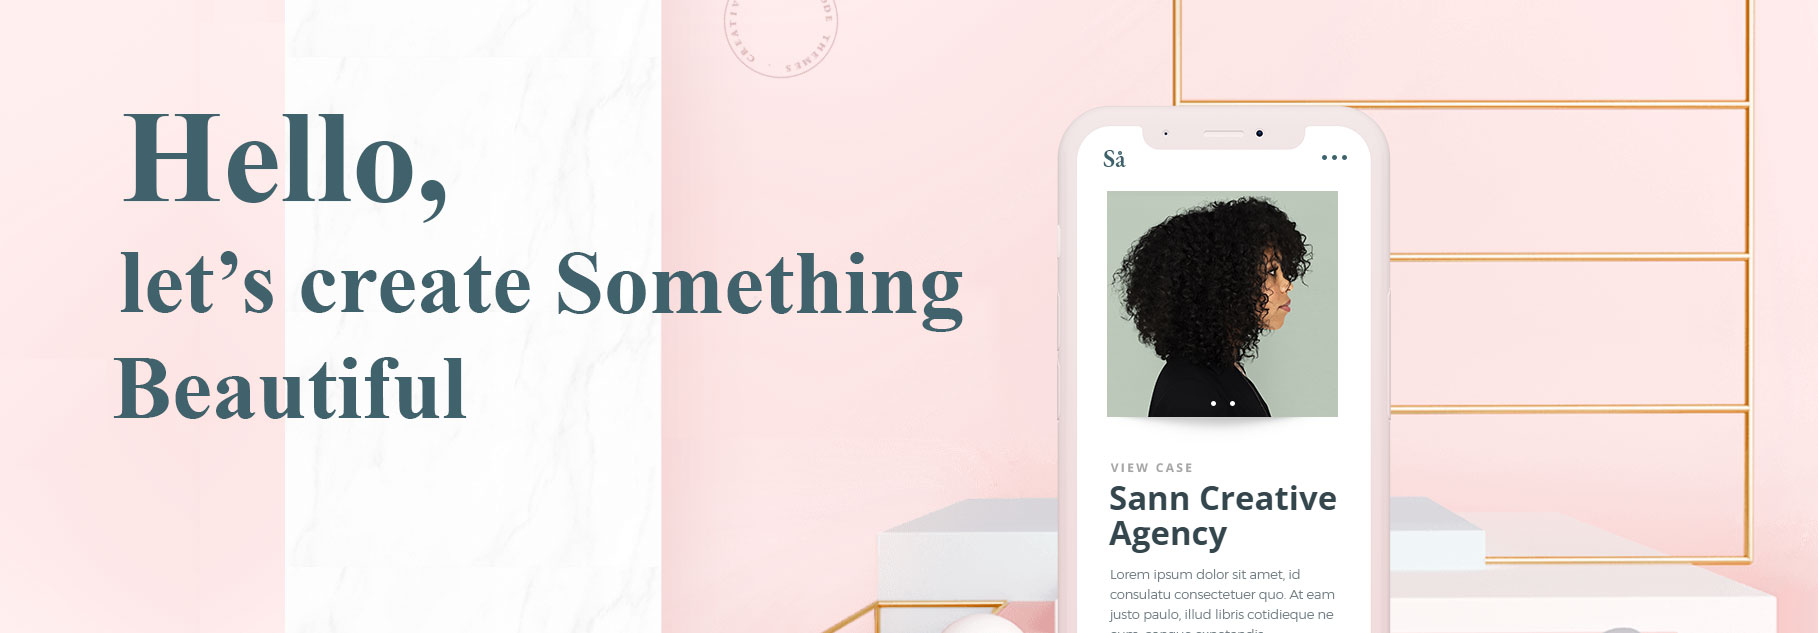 Hello,
let’s create Something
Beautiful
THEMES · 
Så
VIEW CASE
Sann Creative
Agency
Lorem ipsum dolor sit amet, id
consulatu consectetuer quo. At eam
justo paulo, illud libris cotidieque ne